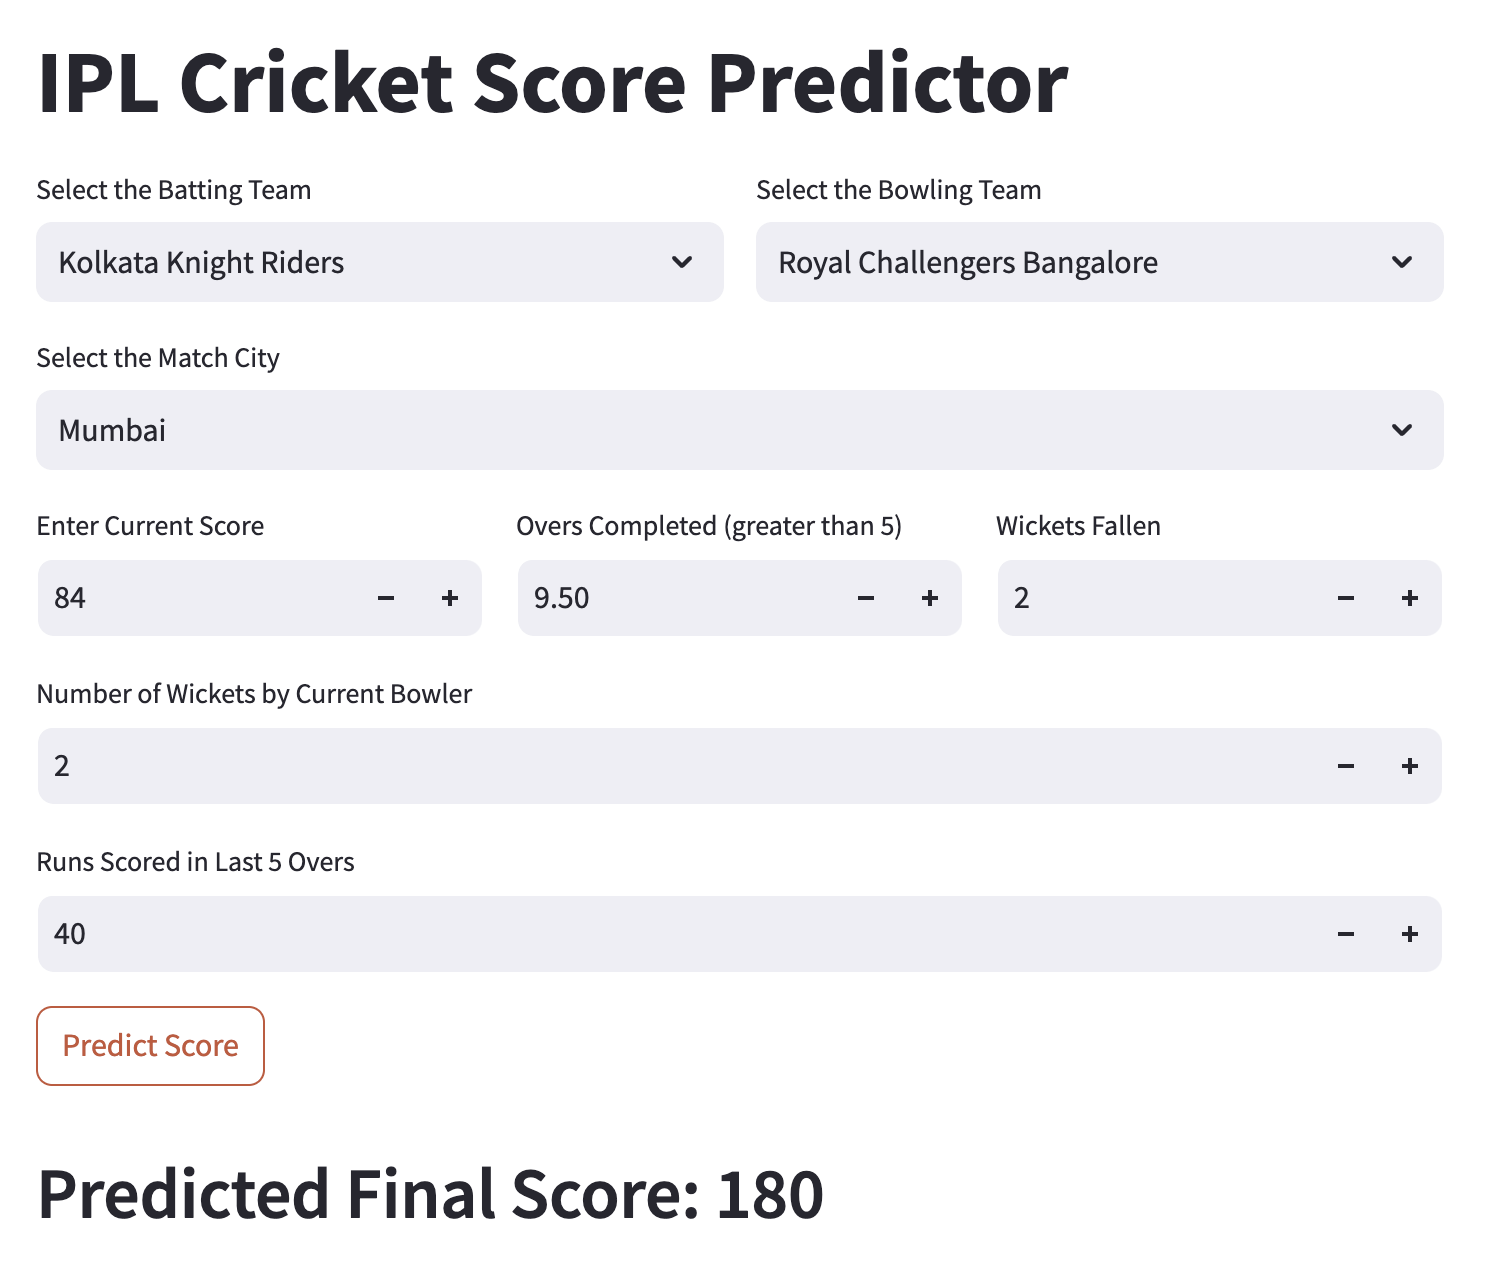 IPL Cricket Score Predictor
Select the Batting Team
Select the Bowling Team
Kolkata Knight Riders
Royal Challengers Bangalore
Select the Match City
Mumbai
Enter Current Score
Overs Completed (greater than 5)
Wickets Fallen
84 − +
9.50 − +
2 − +
Number of Wickets by Current Bowler
2 − +
Runs Scored in Last 5 Overs
40 − +
Predict Score
Predicted Final Score: 180